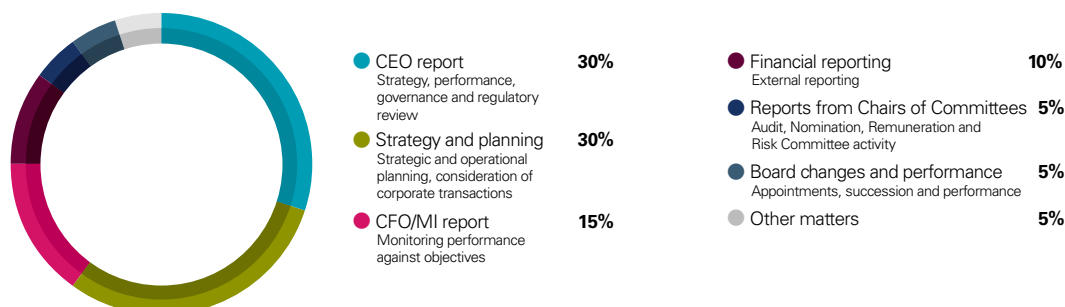 CEO report 30%
Strategy, performance,
governance and regulatory
review
Strategy and planning 30%
Strategic and operational
planning, consideration of
corporate transactions
CFO/MI report 15%
Monitoring performance
against objectives
Financial reporting 10%
External reporting
Reports from Chairs of Committees 5%
Audit, Nomination, Remuneration and
Risk Committee activity
Board changes and performance 5%
Appointments, succession and performance
Other matters 5%